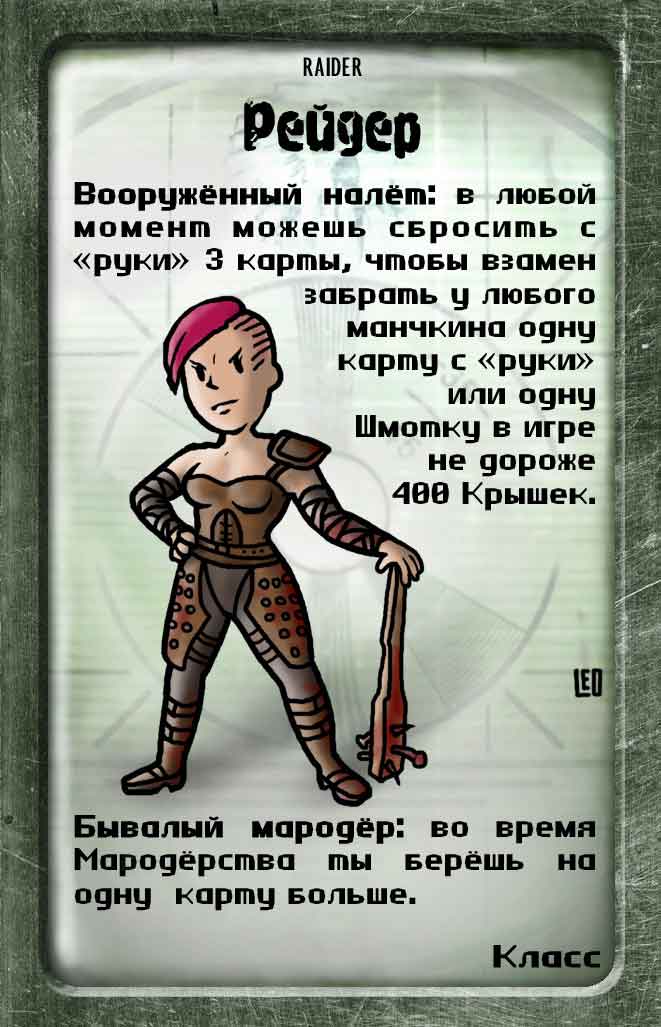 RAIDER
Рейдер
Вооружённый налёт: в любой
момент можешь сбросить с
«руки» 3 карты, чтобы взамен
забрать у любого
манчкина одну
карту с «руки»
или одну
Шмотку в игре
не дороже
400 Крышек.
LEO
Бывалый мародёр: во время
Мародёрства ты берёшь на
одну карту больше.
Класс